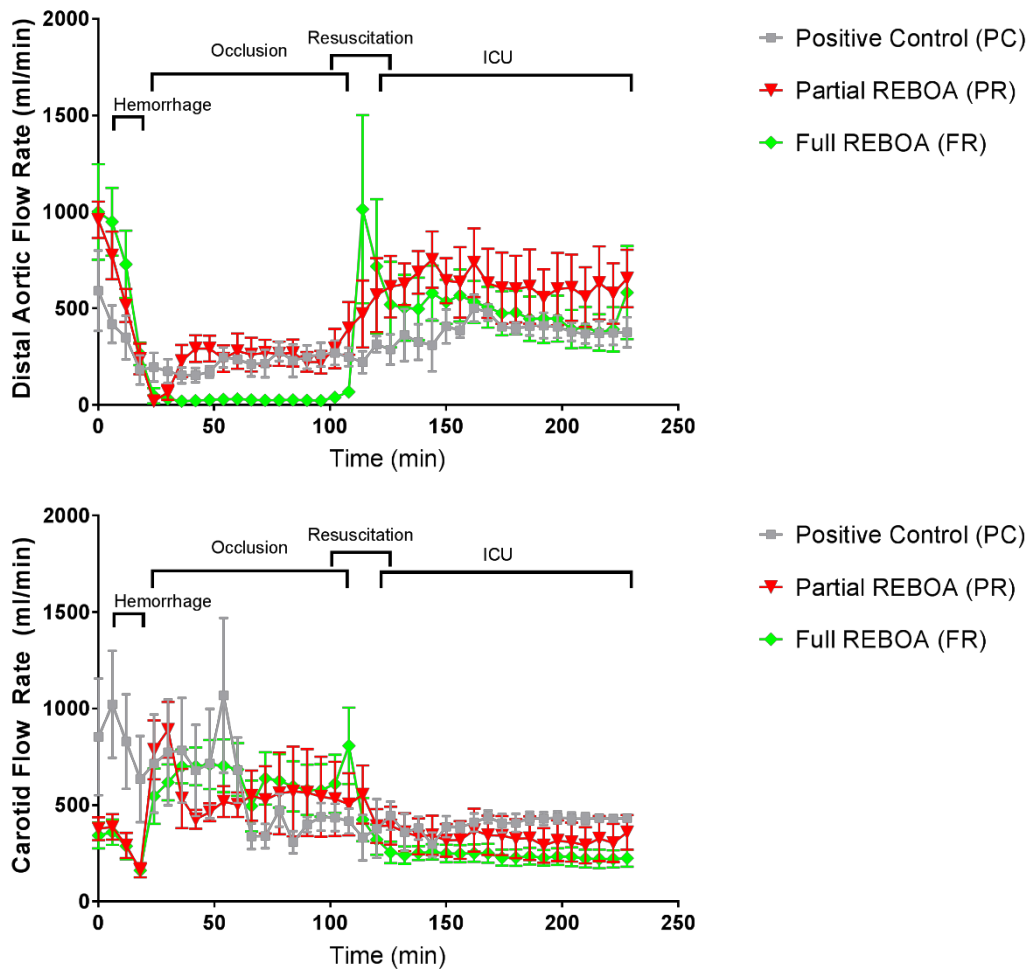 Distal Aortic Flow Rate (ml/min)
2000
1500
1000
500
0
Hemorrhage
Occlusion
Resuscitation
ICU
0 50 100 150 200 250
Time (min)
Positive Control (PC)
Partial REBOA (PR)
Full REBOA (FR)
Carotid Flow Rate (ml/min)
2000
1500
1000
500
0
Hemorrhage
Occlusion
Resuscitation
ICU
0 50 100 150 200 250
Time (min)
Positive Control (PC)
Partial REBOA (PR)
Full REBOA (FR)